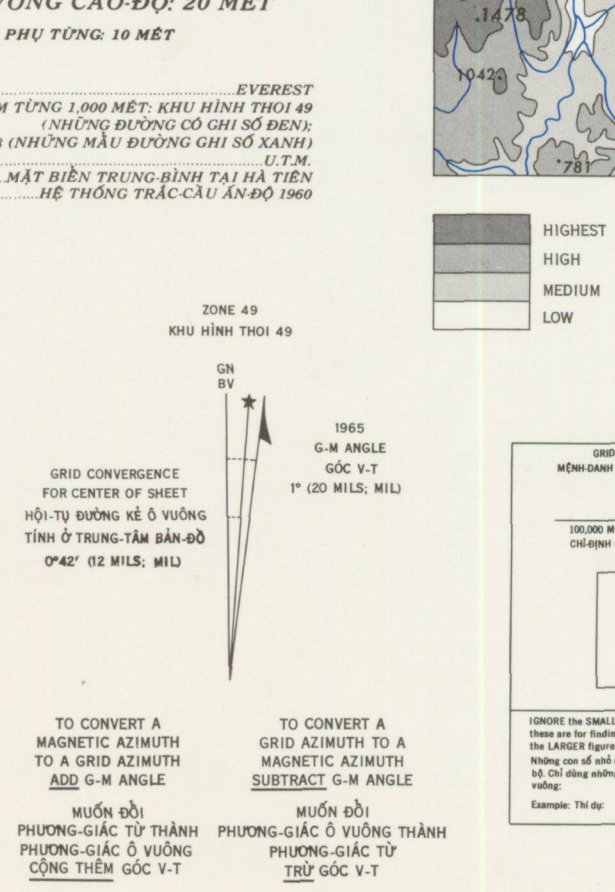 CAO-ĐỘ: 20 MÉT
PHỤ TỪNG: 10 MÉT
EVEREST
TỪNG 1,000 MÉT: KHU HÌNH THOI 49
(NHỮNG ĐƯỜNG CÓ GHI SỐ ĐEN);
(NHỮNG MẦU ĐƯỜNG GHI SỐ XANH)
U.T.M.
MẶT BIỂN TRUNG-BÌNH TẠI HÀ TIÊN
HỆ THỐNG TRẮC-CẦU ẤN-ĐỘ 1960
.1478
1042
781
HIGHEST
HIGH
MEDIUM
LOW
ZONE 49
KHU HÌNH THOI 49
GN
BV
1965
G-M ANGLE
GÓC V-T
1° (20 MILS; MIL)
GRID CONVERGENCE
FOR CENTER OF SHEET
HỘI-TỤ ĐƯỜNG KẺ Ô VUÔNG
TÍNH Ở TRUNG-TÂM BẢN-ĐỒ
0°42' (12 MILS; MIL)
TO CONVERT A
MAGNETIC AZIMUTH
TO A GRID AZIMUTH
ADD G-M ANGLE
MUỐN ĐỔI
PHƯƠNG-GIÁC TỪ THÀNH
PHƯƠNG-GIÁC Ô VUÔNG
CỘNG THÊM GÓC V-T
TO CONVERT A
GRID AZIMUTH TO A
MAGNETIC AZIMUTH
SUBTRACT G-M ANGLE
MUỐN ĐỔI
PHƯƠNG-GIÁC Ô VUÔNG THÀNH
PHƯƠNG-GIÁC TỪ
TRỪ GÓC V-T
GRID
MỆNH-DANH
100,000 M
CHỈ-ĐỊNH
IGNORE the SMALL
these are for findin
the LARGER figure
Những con số nhỏ
bộ. Chỉ dùng những
vuông:
Example: Thí dụ: